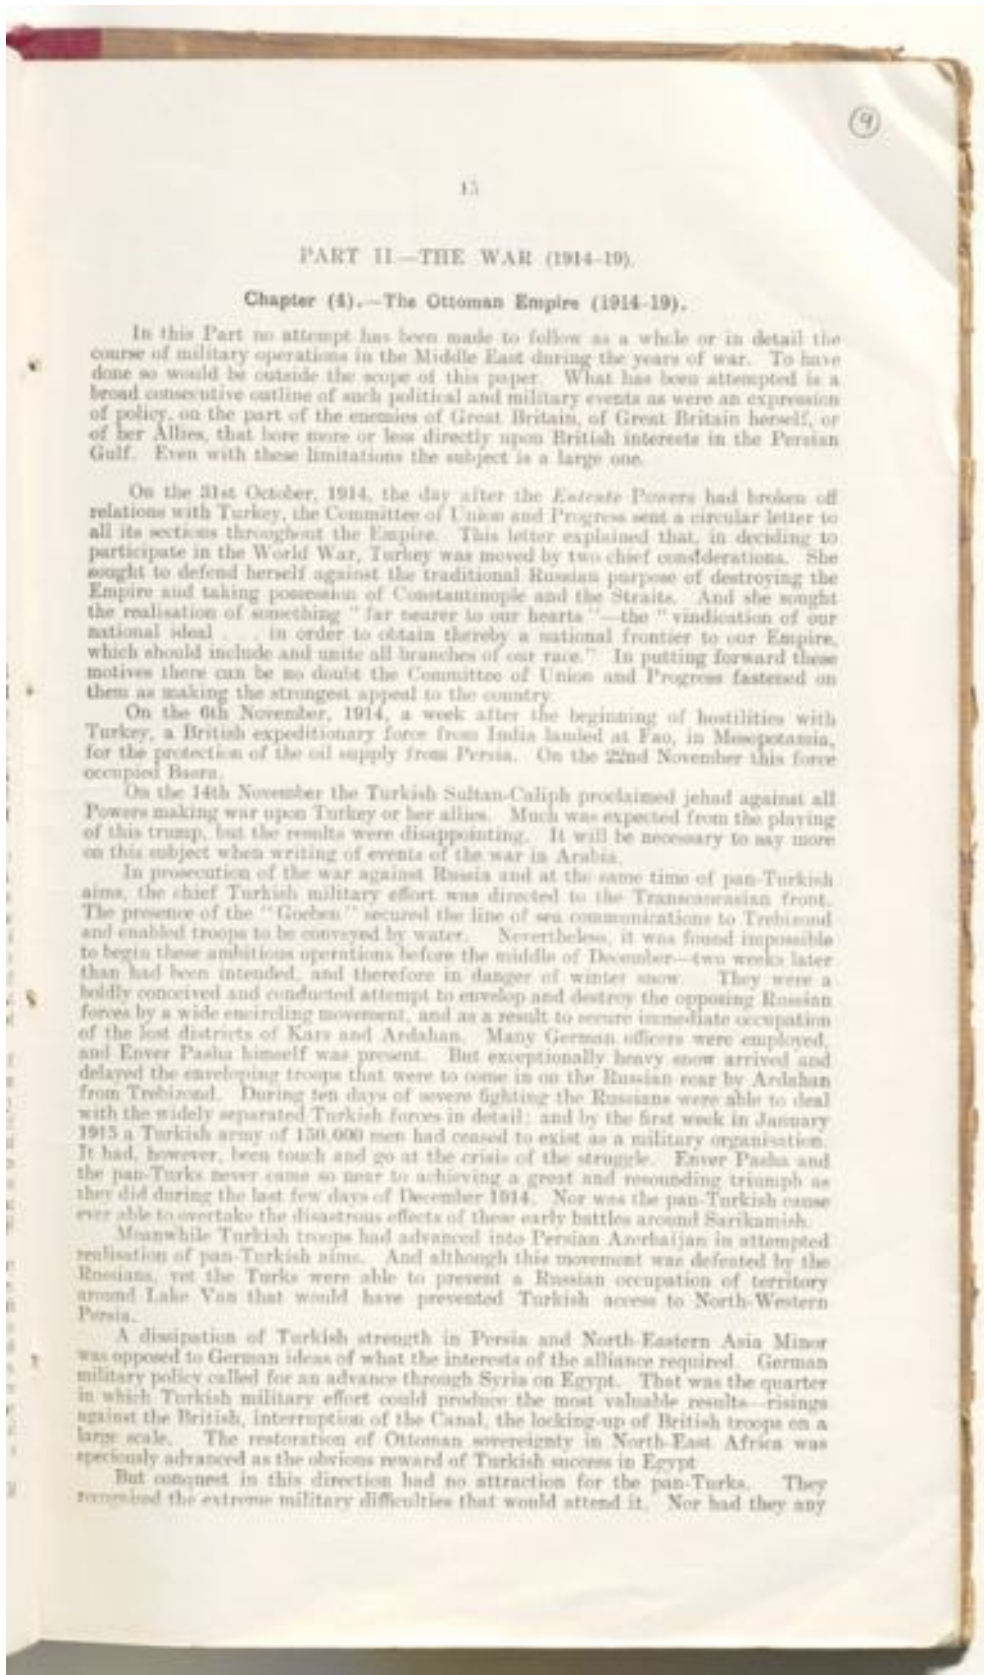 9
15
PART II.—THE WAR (1914-19).
Chapter (4).—The Ottoman Empire (1914-19).
In this Part no attempt has been made to follow as a whole or in detail the
course of military operations in the Middle East during the years of war. To have
done so would be outside the scope of this paper. What has been attempted is a
broad consecutive outline of such political and military events as were an expression
of policy, on the part of the enemies of Great Britain, of Great Britain herself, or
of her Allies, that bore more or less directly upon British interests in the Persian
Gulf. Even with these limitations the subject is a large one.
On the 31st October, 1914, the day after the Entente Powers had broken off
relations with Turkey, the Committee of Union and Progress sent a circular letter to
all its sections throughout the Empire. This letter explained that, in deciding to
participate in the World War, Turkey was moved by two chief considerations. She
sought to defend herself against the traditional Russian purpose of destroying the
Empire and taking possession of Constantinople and the Straits. And she sought
the realisation of something "far nearer to our hearts"—the "vindication of our
national ideal . . . in order to obtain thereby a national frontier to our Empire,
which should include and unite all branches of our race." In putting forward these
motives there can be no doubt the Committee of Union and Progress fastened on
them as making the strongest appeal to the country.
On the 6th November, 1914, a week after the beginning of hostilities with
Turkey, a British expeditionary force from India landed at Fao, in Mesopotamia,
for the protection of the oil supply from Persia. On the 22nd November this force
occupied Basra.
On the 14th November the Turkish Sultan-Caliph proclaimed jehad against all
Powers making war upon Turkey or her allies. Much was expected from the playing
of this trump, but the results were disappointing. It will be necessary to say more
on this subject when writing of events of the war in Arabia.
In prosecution of the war against Russia and at the same time of pan-Turkish
aims, the chief Turkish military effort was directed to the Transcaucasian front.
The presence of the "Goeben" secured the line of sea communications to Trebizond
and enabled troops to be conveyed by water. Nevertheless, it was found impossible
to begin these ambitious operations before the middle of December—two weeks later
than had been intended, and therefore in danger of winter snow. They were a
boldly conceived and conducted attempt to envelop and destroy the opposing Russian
forces by a wide encircling movement, and as a result to secure immediate occupation
of the lost districts of Kars and Ardahan. Many German officers were employed,
and Enver Pasha himself was present. But exceptionally heavy snow arrived and
delayed the enveloping troops that were to come in on the Russian rear by Ardahan
from Trebizond. During ten days of severe fighting the Russians were able to deal
with the widely separated Turkish forces in detail; and by the first week in January
1915 a Turkish army of 150,000 men had ceased to exist as a military organisation.
It had, however, been touch and go at the crisis of the struggle. Enver Pasha and
the pan-Turks never came so near to achieving a great and resounding triumph as
they did during the last few days of December 1914. Nor was the pan-Turkish cause
ever able to overtake the disastrous effects of these early battles around Sarikamish.
Meanwhile Turkish troops had advanced into Persian Azerbaijan in attempted
realisation of pan-Turkish aims. And although this movement was defeated by the
Russians, yet the Turks were able to prevent a Russian occupation of territory
around Lake Van that would have prevented Turkish access to North-Western
Persia.
A dissipation of Turkish strength in Persia and North-Eastern Asia Minor
was opposed to German ideas of what the interests of the alliance required. German
military policy called for an advance through Syria on Egypt. That was the quarter
in which Turkish military effort could produce the most valuable results—risings
against the British, interruption of the Canal, the locking-up of British troops on a
large scale. The restoration of Ottoman sovereignty in North-East Africa was
speciously advanced as the obvious reward of Turkish success in Egypt
But conquest in this direction had no attraction for the pan-Turks. They
recognised the extreme military difficulties that would attend it. Nor had they any